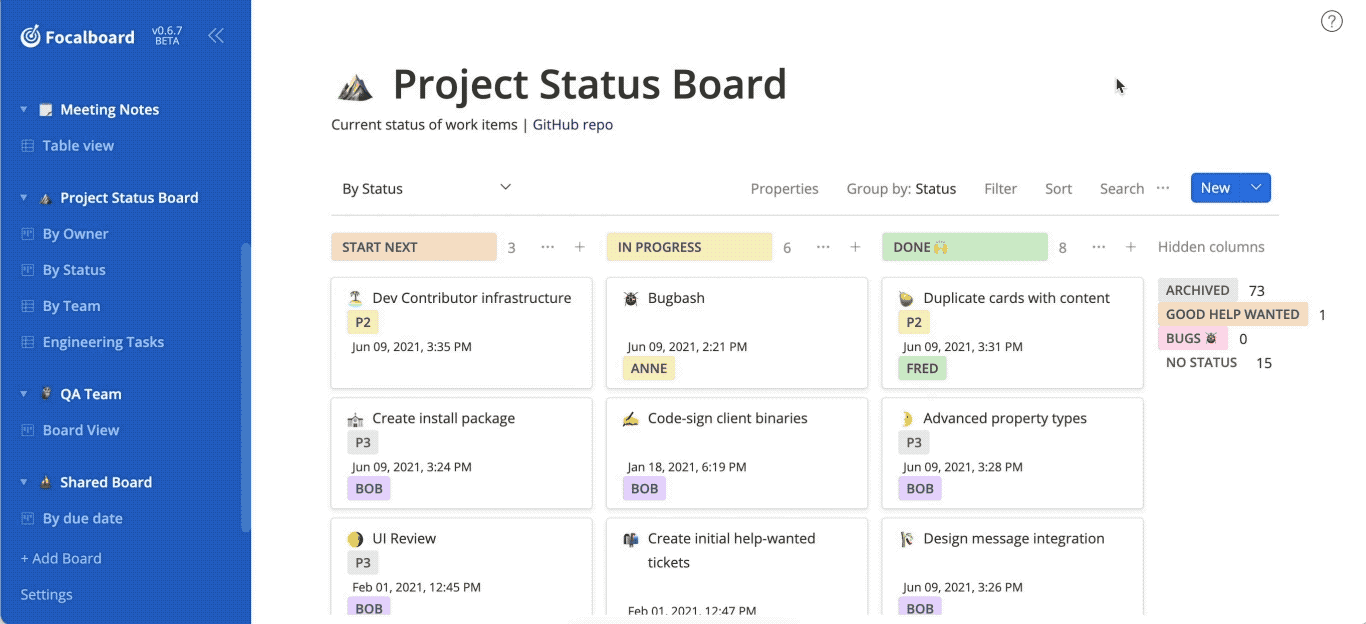 Focalboard
v0.6.7
BETA
Meeting Notes
Table view
Project Status Board
By Owner
By Status
By Team
Engineering Tasks
QA Team
Board View
Shared Board
By due date
+ Add Board
Settings
?
Project Status Board
Current status of work items | GitHub repo
By Status
Properties Group by: Status Filter Sort Search ··· New
START NEXT 3 ··· +
Dev Contributor infrastructure
P2
Jun 09, 2021, 3:35 PM
Create install package
P3
Jun 09, 2021, 3:24 PM
BOB
UI Review
P3
Feb 01, 2021, 12:45 PM
BOB
IN PROGRESS 6 ··· +
Bugbash
Jun 09, 2021, 2:21 PM
ANNE
Code-sign client binaries
Jan 18, 2021, 6:19 PM
BOB
Create initial help-wanted
tickets
Feb 01, 2021, 12:47 PM
DONE🙌 8 ··· +
Duplicate cards with content
P2
Jun 09, 2021, 3:31 PM
FRED
Advanced property types
P3
Jun 09, 2021, 3:28 PM
BOB
Design message integration
Jun 09, 2021, 3:26 PM
BOB
Hidden columns
ARCHIVED 73
GOOD HELP WANTED 1
BUGS 🐞 0
NO STATUS 15